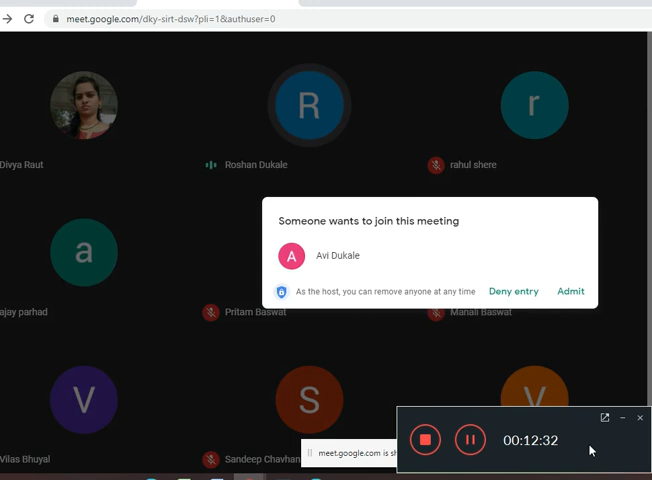 meet.google.com/dky-sirt-dsw?pli=1&authuser=0
R
r
Divya Raut
Roshan Dukale
rahul shere
Someone wants to join this meeting
A
Avi Dukale
As the host, you can remove anyone at any time
Deny entry
Admit
a
ajay parhad
Pritam Baswat
Manali Baswat
V
S
V
Vilas Bhuyal
Sandeep Chavhan
meet.google.com is sh
00:12:32